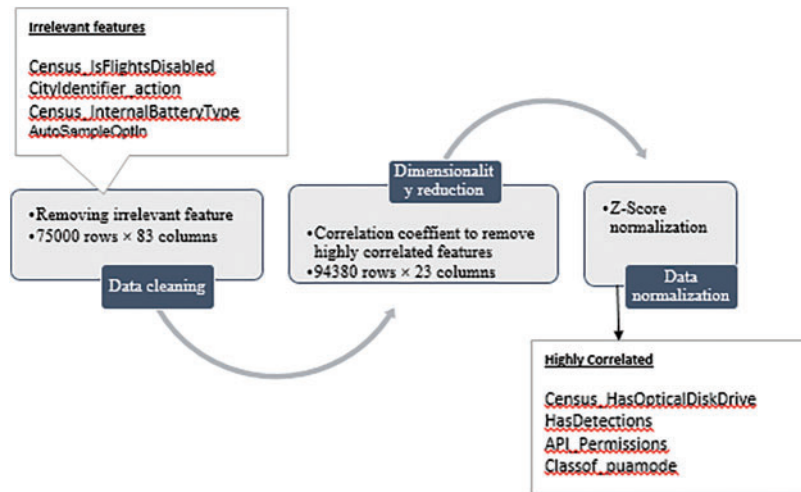 Irrelevant features
Census_IsFlightsDisabled
CityIdentifier_action
Census_InternalBatteryType
AutoSampleOptIn
•Removing irrelevant feature
•75000 rows × 83 columns
Data cleaning
Dimensionalit
y reduction
•Correlation coeffient to remove
highly correlated features
•94380 rows × 23 columns
•Z-Score
normalization
Data
normalization
Highly Correlated
Census_HasOpticalDiskDrive
HasDetections
API_Permissions
Classof_puamode